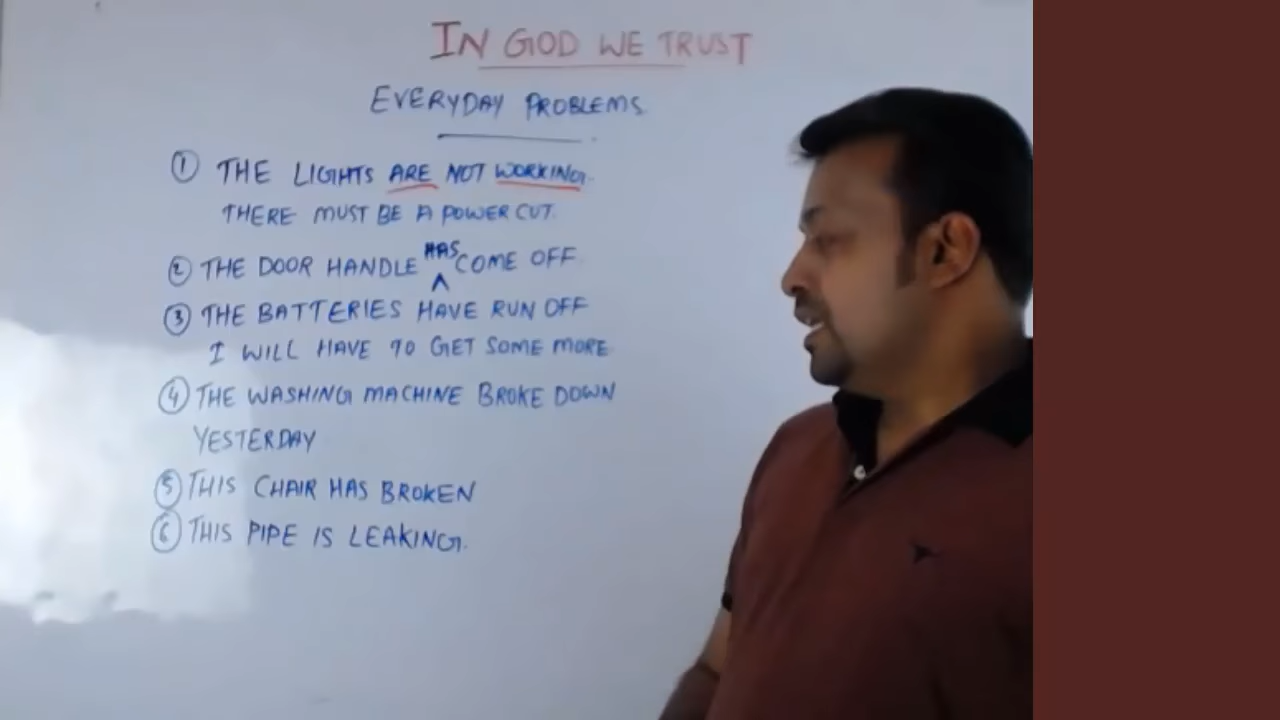 IN GOD WE TRUST
EVERYDAY PROBLEMS.
① THE LIGHTS ARE NOT WORKING.
THERE MUST BE A POWER CUT.
② THE DOOR HANDLE HAS COME OFF
③ THE BATTERIES HAVE RUN OFF
I WILL HAVE TO GET SOME MORE
④ THE WASHING MACHINE BROKE DOWN
YESTERDAY
⑤ THIS CHAIR HAS BROKEN
⑥ THIS PIPE IS LEAKING.